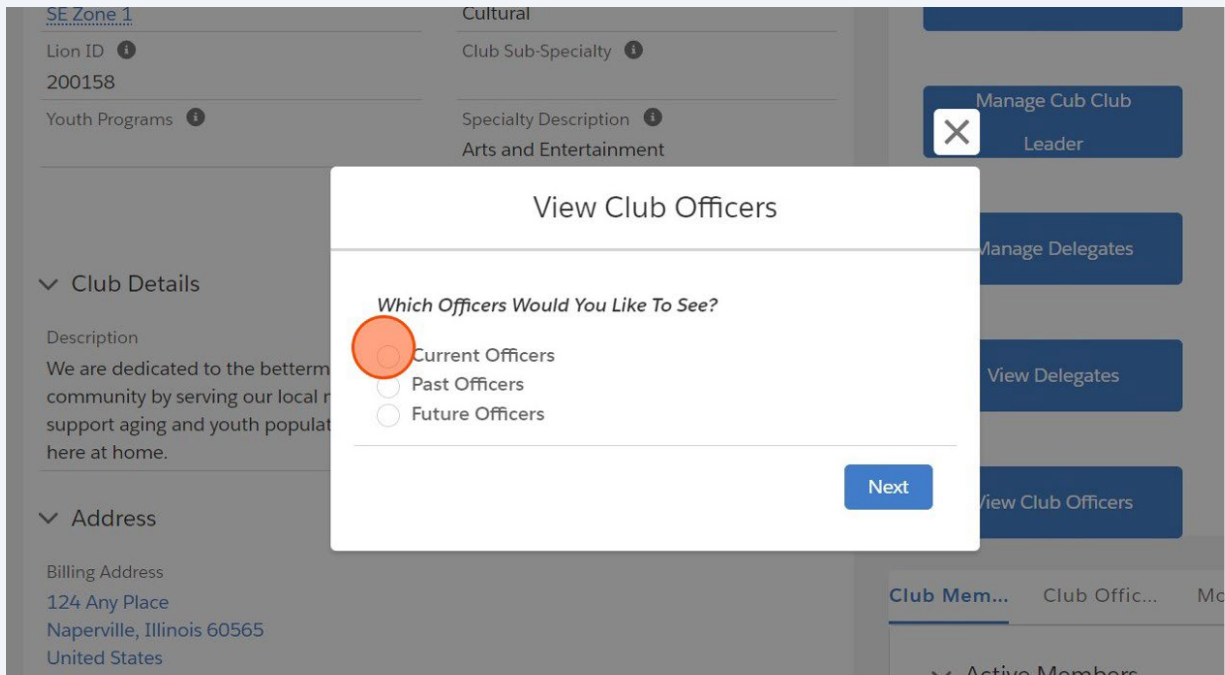 SE Zone 1
Cultural
Lion ID
Club Sub-Specialty
200158
Youth Programs
Specialty Description
Arts and Entertainment
Manage Cub Club
Leader
View Club Officers
Manage Delegates
Club Details
Which Officers Would You Like To See?
Description
Current Officers
We are dedicated to the
View Delegates
Past Officers
community by serving our local
Future Officers
support aging and youth
here at home.
Next
View Club Officers
Address
Billing Address
124 Any Place
Naperville, Illinois 60565
United States
Club Mem...
Club Offic...
Active Members